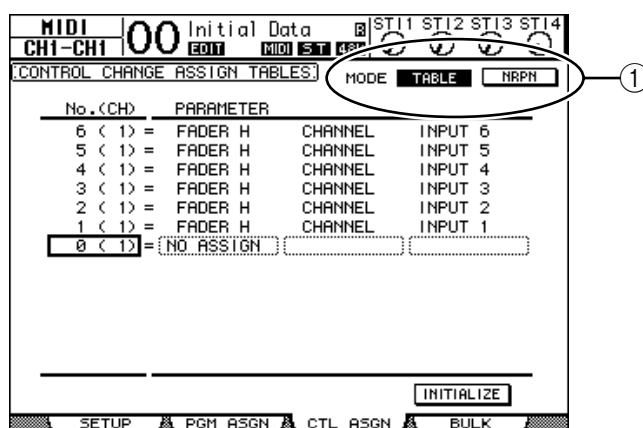 MIDI
CH1-CH1
00 Initial Data R
EDIT MIDI ST 48k
ST1 ST2 ST3 ST4
CONTROL CHANGE ASSIGN TABLES
MODE TABLE NRPN
1
No.(CH) PARAMETER
6 ( 1) = FADER H CHANNEL INPUT 6
5 ( 1) = FADER H CHANNEL INPUT 5
4 ( 1) = FADER H CHANNEL INPUT 4
3 ( 1) = FADER H CHANNEL INPUT 3
2 ( 1) = FADER H CHANNEL INPUT 2
1 ( 1) = FADER H CHANNEL INPUT 1
0 ( 1) = NO ASSIGN
INITIALIZE
SETUP PGM ASGN CTL ASGN BULK